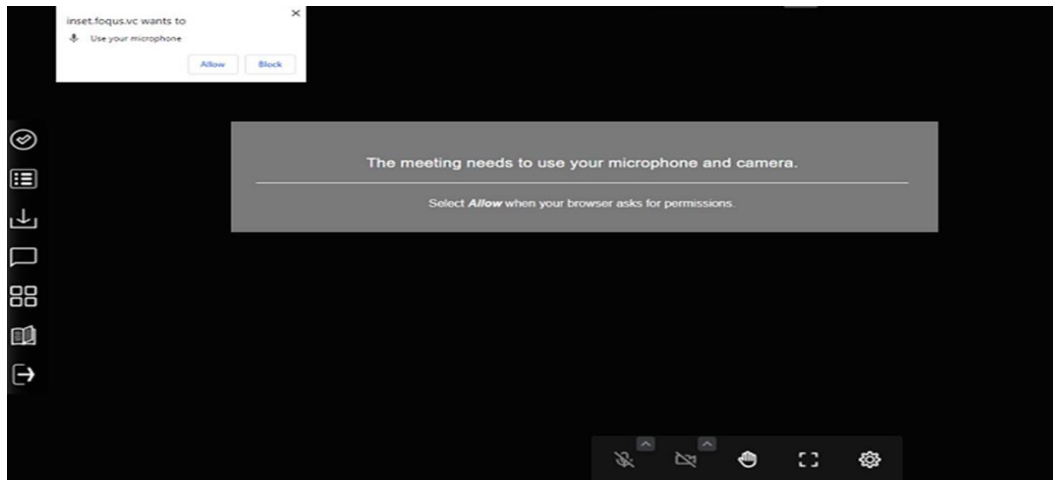 inset.foqus.vc wants to
Use your microphone
Allow Block
The meeting needs to use your microphone and camera.
Select Allow when your browser asks for permissions.